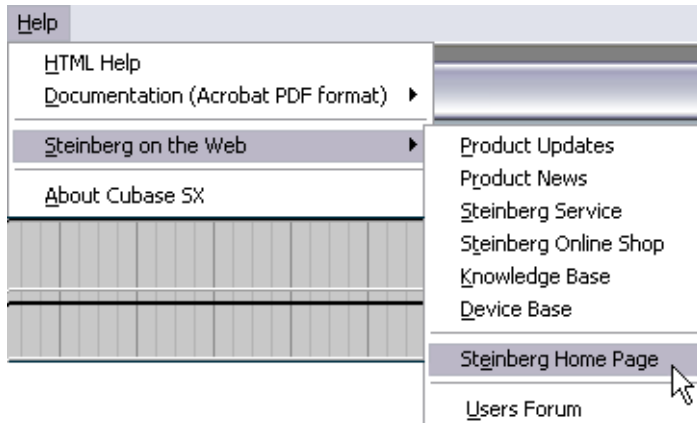 Help
HTML Help
Documentation (Acrobat PDF format)
Steinberg on the Web
About Cubase SX
Product Updates
Product News
Steinberg Service
Steinberg Online Shop
Knowledge Base
Device Base
Steinberg Home Page
Users Forum